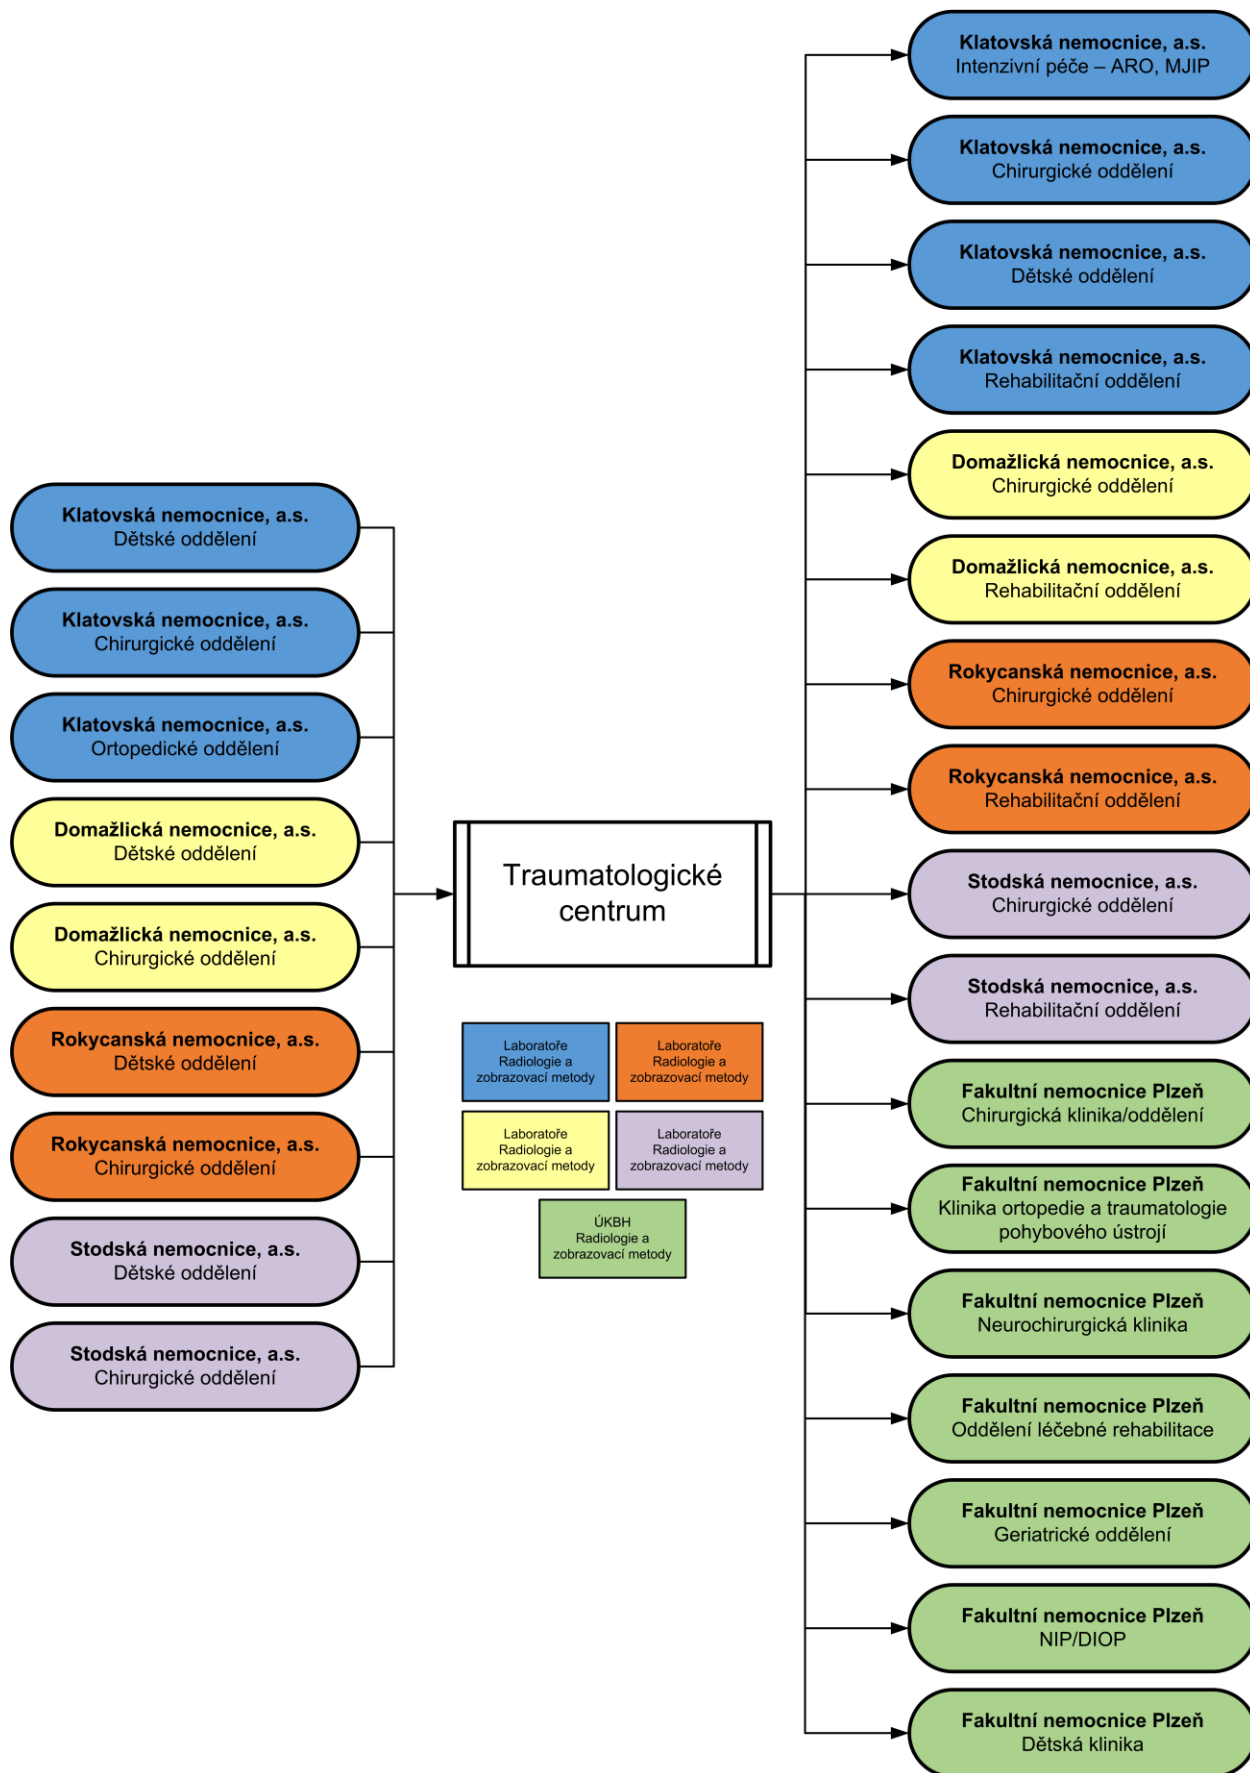 Klatovská nemocnice, a.s.
Dětské oddělení
Klatovská nemocnice, a.s.
Chirurgické oddělení
Klatovská nemocnice, a.s.
Ortopedické oddělení
Domažlická nemocnice, a.s.
Dětské oddělení
Domažlická nemocnice, a.s.
Chirurgické oddělení
Rokycanská nemocnice, a.s.
Dětské oddělení
Rokycanská nemocnice, a.s.
Chirurgické oddělení
Stodská nemocnice, a.s.
Dětské oddělení
Stodská nemocnice, a.s.
Chirurgické oddělení
Traumatologické
centrum
Laboratoře
Radiologie a
zobrazovací metody
Laboratoře
Radiologie a
zobrazovací metody
Laboratoře
Radiologie a
zobrazovací metody
Laboratoře
Radiologie a
zobrazovací metody
ÚKBH
Radiologie a
zobrazovací metody
Klatovská nemocnice, a.s.
Intenzivní péče – ARO, MJIP
Klatovská nemocnice, a.s.
Chirurgické oddělení
Klatovská nemocnice, a.s.
Dětské oddělení
Klatovská nemocnice, a.s.
Rehabilitační oddělení
Domažlická nemocnice, a.s.
Chirurgické oddělení
Domažlická nemocnice, a.s.
Rehabilitační oddělení
Rokycanská nemocnice, a.s.
Chirurgické oddělení
Rokycanská nemocnice, a.s.
Rehabilitační oddělení
Stodská nemocnice, a.s.
Chirurgické oddělení
Stodská nemocnice, a.s.
Rehabilitační oddělení
Fakultní nemocnice Plzeň
Chirurgická klinika/oddělení
Fakultní nemocnice Plzeň
Klinika ortopedie a traumatologie
pohybového ústrojí
Fakultní nemocnice Plzeň
Neurochirurgická klinika
Fakultní nemocnice Plzeň
Oddělení léčebné rehabilitace
Fakultní nemocnice Plzeň
Geriatrické oddělení
Fakultní nemocnice Plzeň
NIP/DIOP
Fakultní nemocnice Plzeň
Dětská klinika